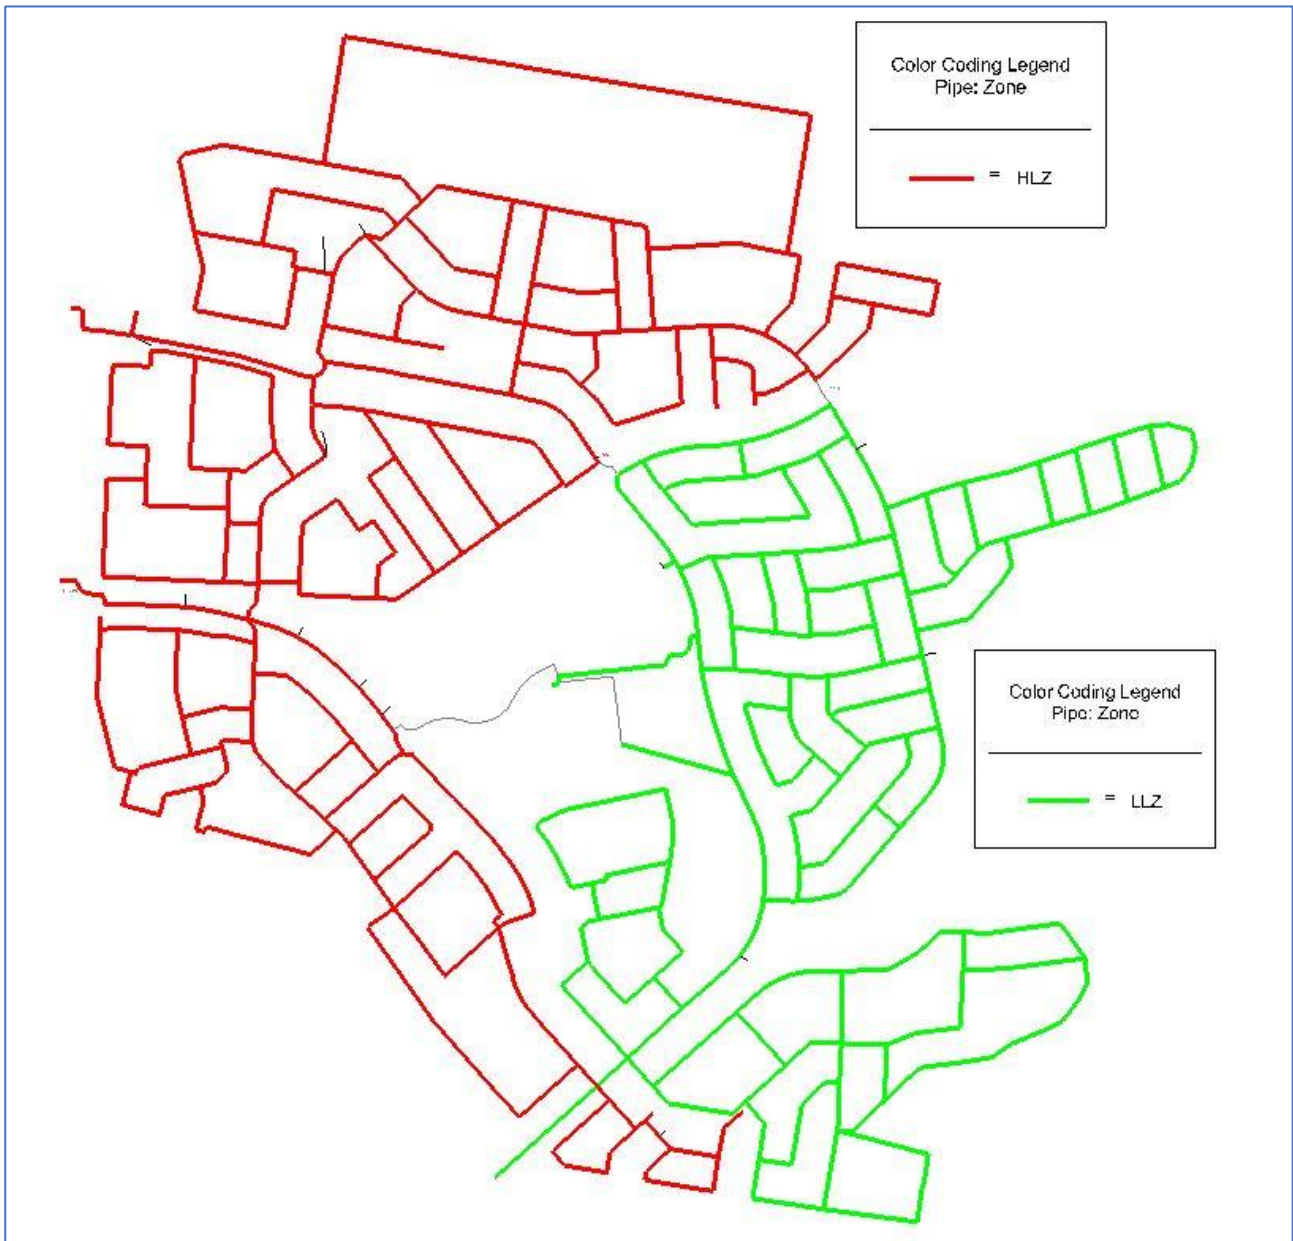 Color Coding Legend
Pipe: Zone
= HLZ
Color Coding Legend
Pipe: Zone
= LLZ